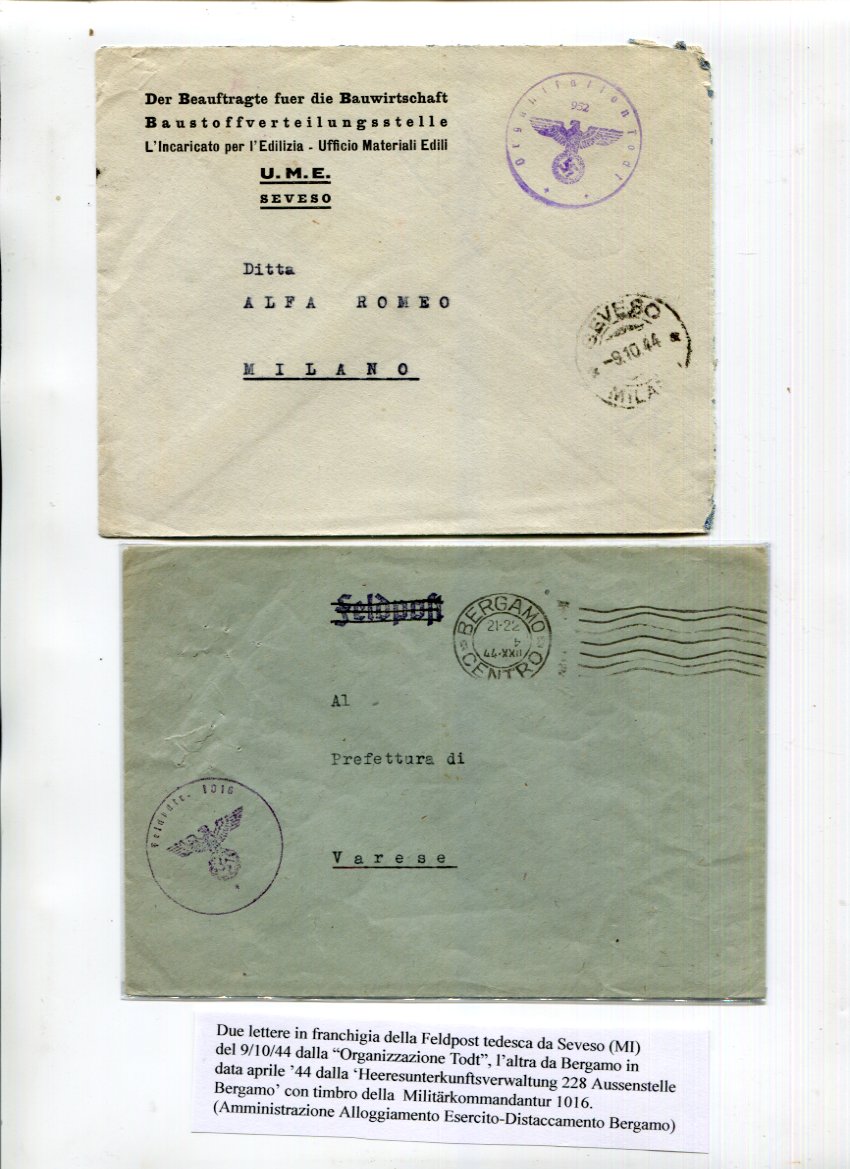 Der Beauftragte fuer die Bauwirtschaft
Baustoffverteilungsstelle
L'Incaricato per l'Edilizia - Ufficio Materiali Edili
U.M.E.
SEVESO
Organisation Todt
952
Ditta
ALFA ROMEO
MILANO
SEVESO
-9.10.44
MILA
Feldpost
BERGAMO
21-22
4
44·XXII
CENTRO
Al
Prefettura di
Varese
1016
Due lettere in franchigia della Feldpost tedesca da Seveso (MI)
del 9/10/44 dalla “Organizzazione Todt”, l'altra da Bergamo in
data aprile '44 dalla ‘Heeresunterkunftsverwaltung 228 Aussenstelle
Bergamo’ con timbro della Militärkommandantur 1016.
(Amministrazione Alloggiamento Esercito-Distaccamento Bergamo)